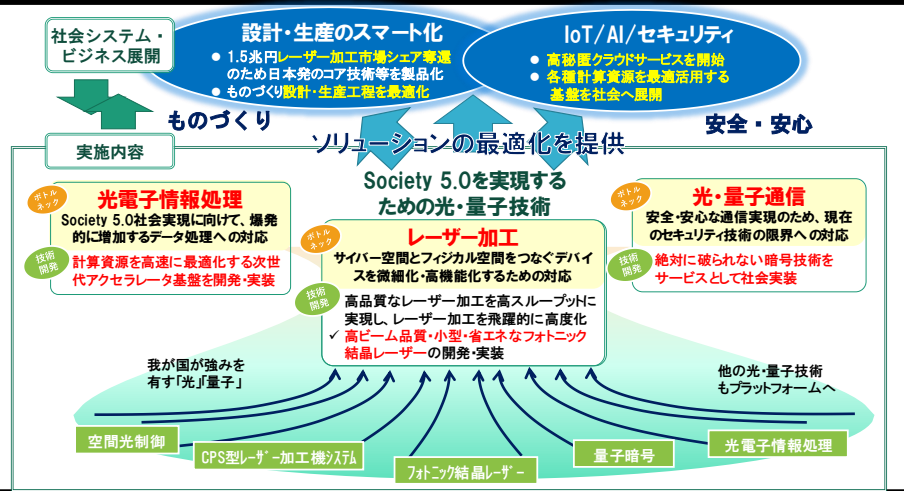 社会システム・
ビジネス展開
設計・生産のスマート化
● 1.5兆円レーザー加工市場シェア奪還
のため日本発のコア技術等を製品化
● ものづくり設計・生産工程を最適化
IoT/AI/セキュリティ
● 高秘匿クラウドサービスを開始
● 各種計算資源を最適活用する
基盤を社会へ展開
ものづくり
安全・安心
ソリューションの最適化を提供
実施内容
Society 5.0を実現する
ための光・量子技術
ボトル
ネック
光電子情報処理
Society 5.0社会実現に向けて、爆発
的に増加するデータ処理への対応
技術
開発
計算資源を高速に最適化する次世
代アクセラレータ基盤を開発・実装
ボトル
ネック
レーザー加工
サイバー空間とフィジカル空間をつなぐデバイ
スを微細化・高機能化するための対応
技術
開発
高品質なレーザー加工を高スループットに
実現し、レーザー加工を飛躍的に高度化
✓ 高ビーム品質・小型・省エネなフォトニック
結晶レーザーの開発・実装
ボトル
ネック
光・量子通信
安全・安心な通信実現のため、現在
のセキュリティ技術の限界への対応
技術
開発
絶対に破られない暗号技術を
サービスとして社会実装
我が国が強みを
有す「光」「量子」
他の光・量子技術
もプラットフォームへ
空間光制御
CPS型レーザー加工機システム
フォトニック結晶レーザー
量子暗号
光電子情報処理